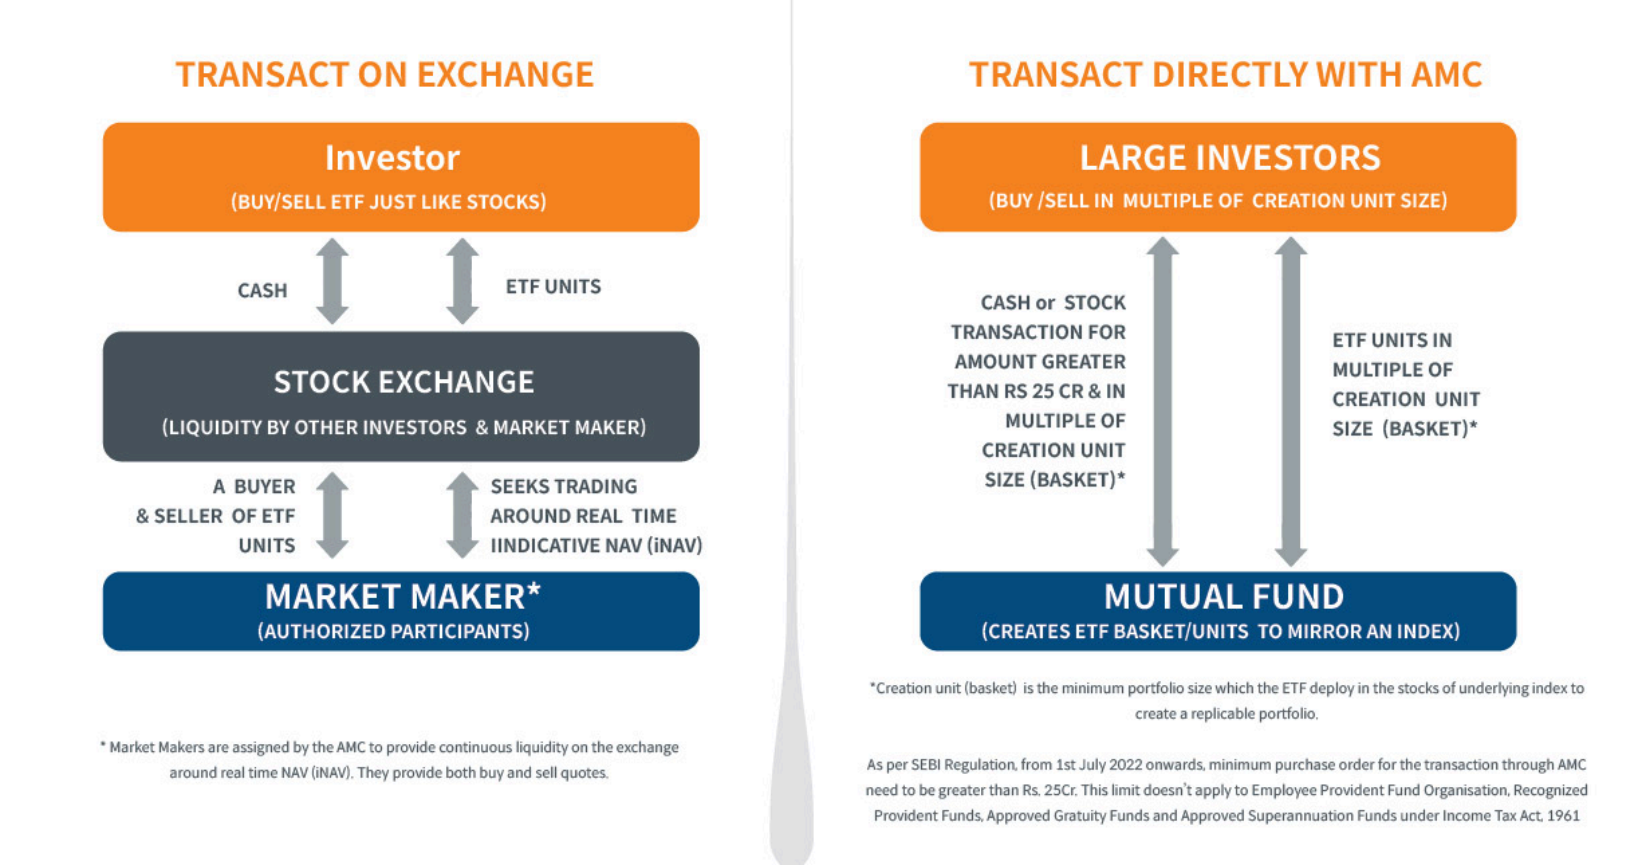 TRANSACT ON EXCHANGE
Investor
(BUY/SELL ETF JUST LIKE STOCKS)
CASH
ETF UNITS
STOCK EXCHANGE
(LIQUIDITY BY OTHER INVESTORS & MARKET MAKER)
A BUYER
& SELLER OF ETF
UNITS
SEEKS TRADING
AROUND REAL TIME
IINDICATIVE NAV (iNAV)
MARKET MAKER*
(AUTHORIZED PARTICIPANTS)
* Market Makers are assigned by the AMC to provide continuous liquidity on the exchange
around real time NAV (iNAV). They provide both buy and sell quotes.
TRANSACT DIRECTLY WITH AMC
LARGE INVESTORS
(BUY /SELL IN MULTIPLE OF CREATION UNIT SIZE)
CASH or STOCK
TRANSACTION FOR
AMOUNT GREATER
THAN RS 25 CR & IN
MULTIPLE OF
CREATION UNIT
SIZE (BASKET)*
ETF UNITS IN
MULTIPLE OF
CREATION UNIT
SIZE (BASKET)*
MUTUAL FUND
(CREATES ETF BASKET/UNITS TO MIRROR AN INDEX)
*Creation unit (basket) is the minimum portfolio size which the ETF deploy in the stocks of underlying index to
create a replicable portfolio.
As per SEBI Regulation, from 1st July 2022 onwards, minimum purchase order for the transaction through AMC
need to be greater than Rs. 25Cr. This limit doesn't apply to Employee Provident Fund Organisation, Recognized
Provident Funds, Approved Gratuity Funds and Approved Superannuation Funds under Income Tax Act, 1961